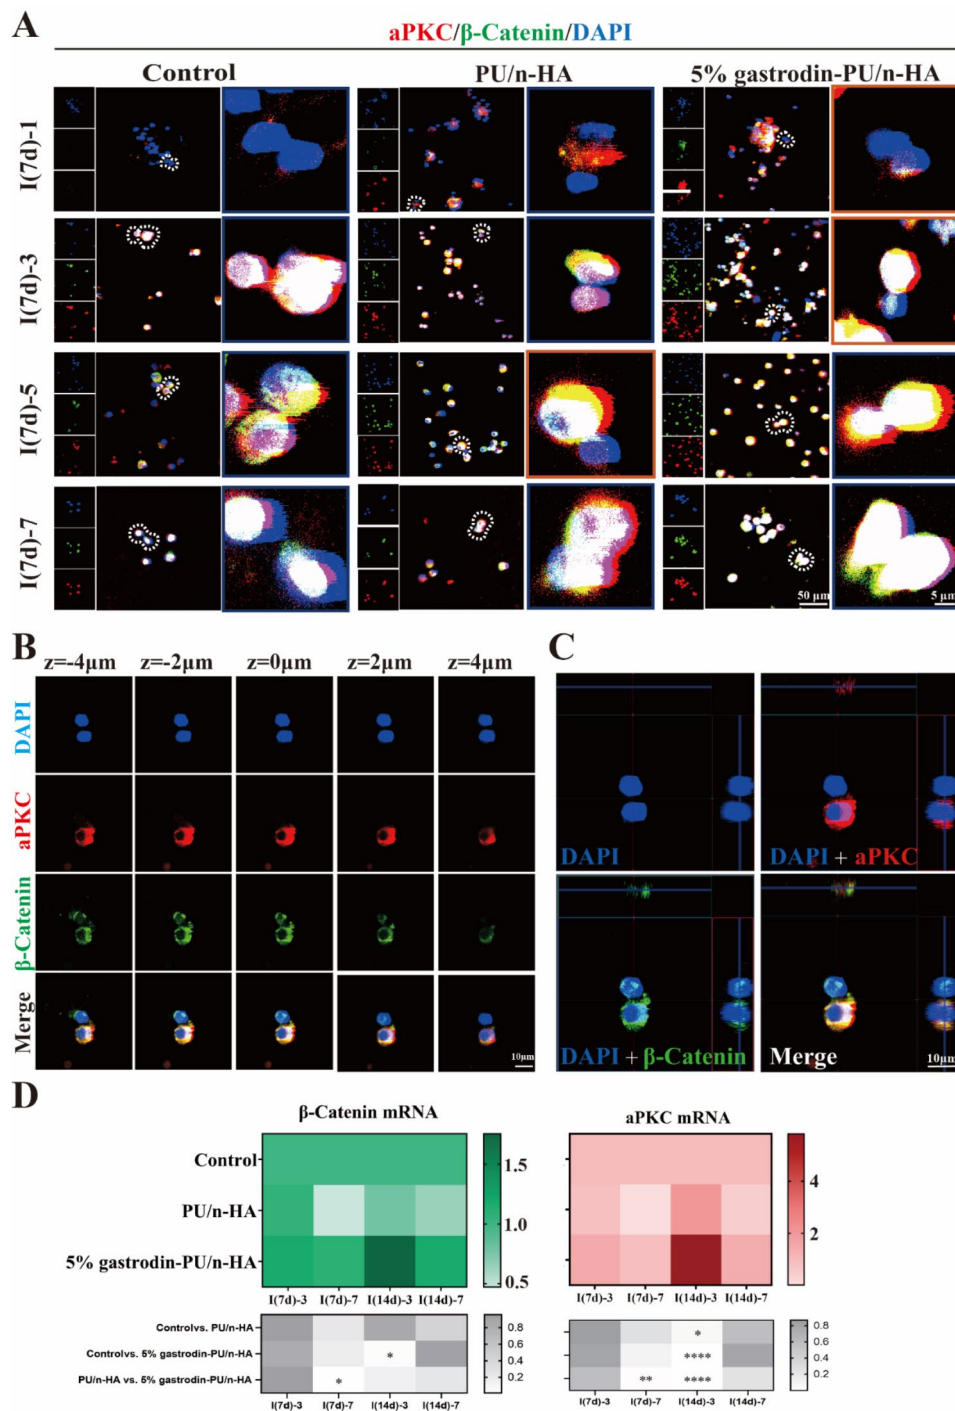 A
aPKC/β-Catenin/DAPI
Control
PU/n-HA
5% gastrodin-PU/n-HA
I(7d)-1
I(7d)-3
I(7d)-5
I(7d)-7
50 μm
5 μm
B
z=-4μm
z=-2μm
z=0μm
z=2μm
z=4μm
DAPI
aPKC
β-Catenin
Merge
10μm
C
DAPI
DAPI + aPKC
DAPI + β-Catenin
Merge
10μm
D
β-Catenin mRNA
Control
PU/n-HA
5% gastrodin-PU/n-HA
I(7d)-3
I(7d)-7
I(14d)-3
I(14d)-7
1.5
1.0
0.5
aPKC mRNA
I(7d)-3
I(7d)-7
I(14d)-3
I(14d)-7
4
2
Controlvs. PU/n-HA
Controlvs. 5% gastrodin-PU/n-HA
*
PU/n-HA vs. 5% gastrodin-PU/n-HA
*
I(7d)-3
I(7d)-7
I(14d)-3
I(14d)-7
0.8
0.6
0.4
0.2
*
****
** ****
I(7d)-3
I(7d)-7
I(14d)-3
I(14d)-7
0.8
0.6
0.4
0.2